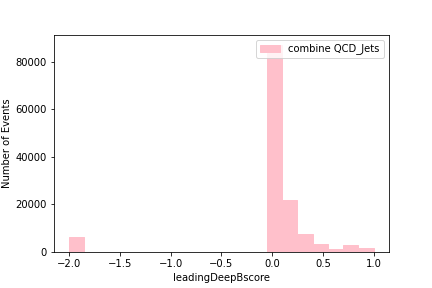 combine QCD_Jets
80000
60000
40000
20000
0
Number of Events
−2.0 −1.5 −1.0 −0.5 0.0 0.5 1.0
leadingDeepBscore